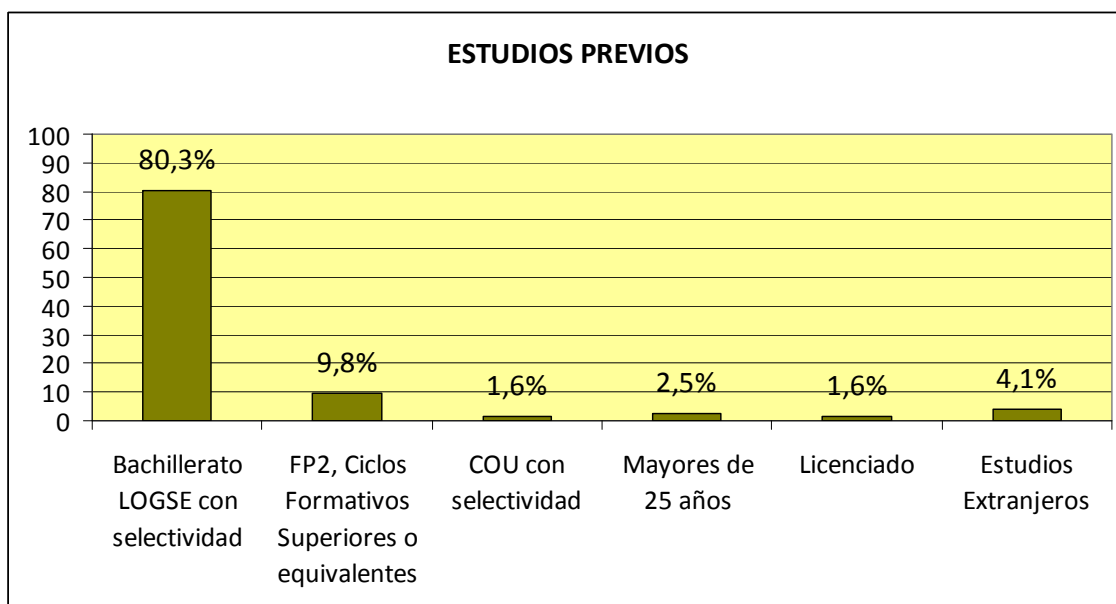 ESTUDIOS PREVIOS
100
90
80
70
60
50
40
30
20
10
0
80,3%
9,8%
1,6%
2,5%
1,6%
4,1%
Bachillerato
LOGSE con
selectividad
FP2, Ciclos
Formativos
Superiores o
equivalentes
COU con
selectividad
Mayores de
25 años
Licenciado
Estudios
Extranjeros